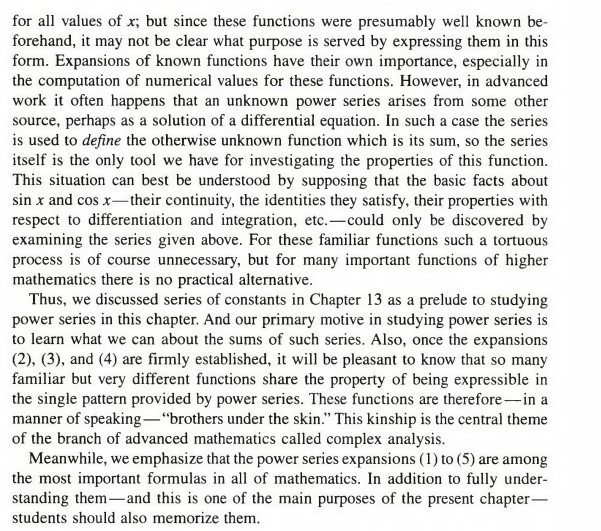 for all values of x; but since these functions were presumably well known be-
forehand, it may not be clear what purpose is served by expressing them in this
form. Expansions of known functions have their own importance, especially in
the computation of numerical values for these functions. However, in advanced
work it often happens that an unknown power series arises from some other
source, perhaps as a solution of a differential equation. In such a case the series
is used to define the otherwise unknown function which is its sum, so the series
itself is the only tool we have for investigating the properties of this function.
This situation can best be understood by supposing that the basic facts about
sin x and cos x—their continuity, the identities they satisfy, their properties with
respect to differentiation and integration, etc.—could only be discovered by
examining the series given above. For these familiar functions such a tortuous
process is of course unnecessary, but for many important functions of higher
mathematics there is no practical alternative.
Thus, we discussed series of constants in Chapter 13 as a prelude to studying
power series in this chapter. And our primary motive in studying power series is
to learn what we can about the sums of such series. Also, once the expansions
(2), (3), and (4) are firmly established, it will be pleasant to know that so many
familiar but very different functions share the property of being expressible in
the single pattern provided by power series. These functions are therefore—in a
manner of speaking—“brothers under the skin.” This kinship is the central theme
of the branch of advanced mathematics called complex analysis.
Meanwhile, we emphasize that the power series expansions (1) to (5) are among
the most important formulas in all of mathematics. In addition to fully under-
standing them—and this is one of the main purposes of the present chapter—
students should also memorize them.